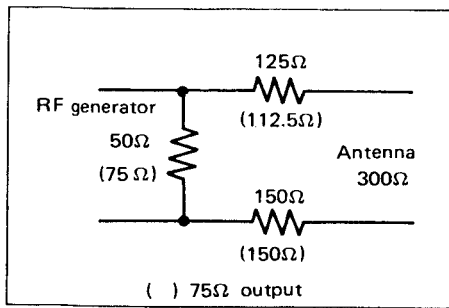 125Ω
RF generator
(112.5Ω)
50Ω
Antenna
(75 Ω)
300Ω
150Ω
(150Ω)
( ) 75Ω output